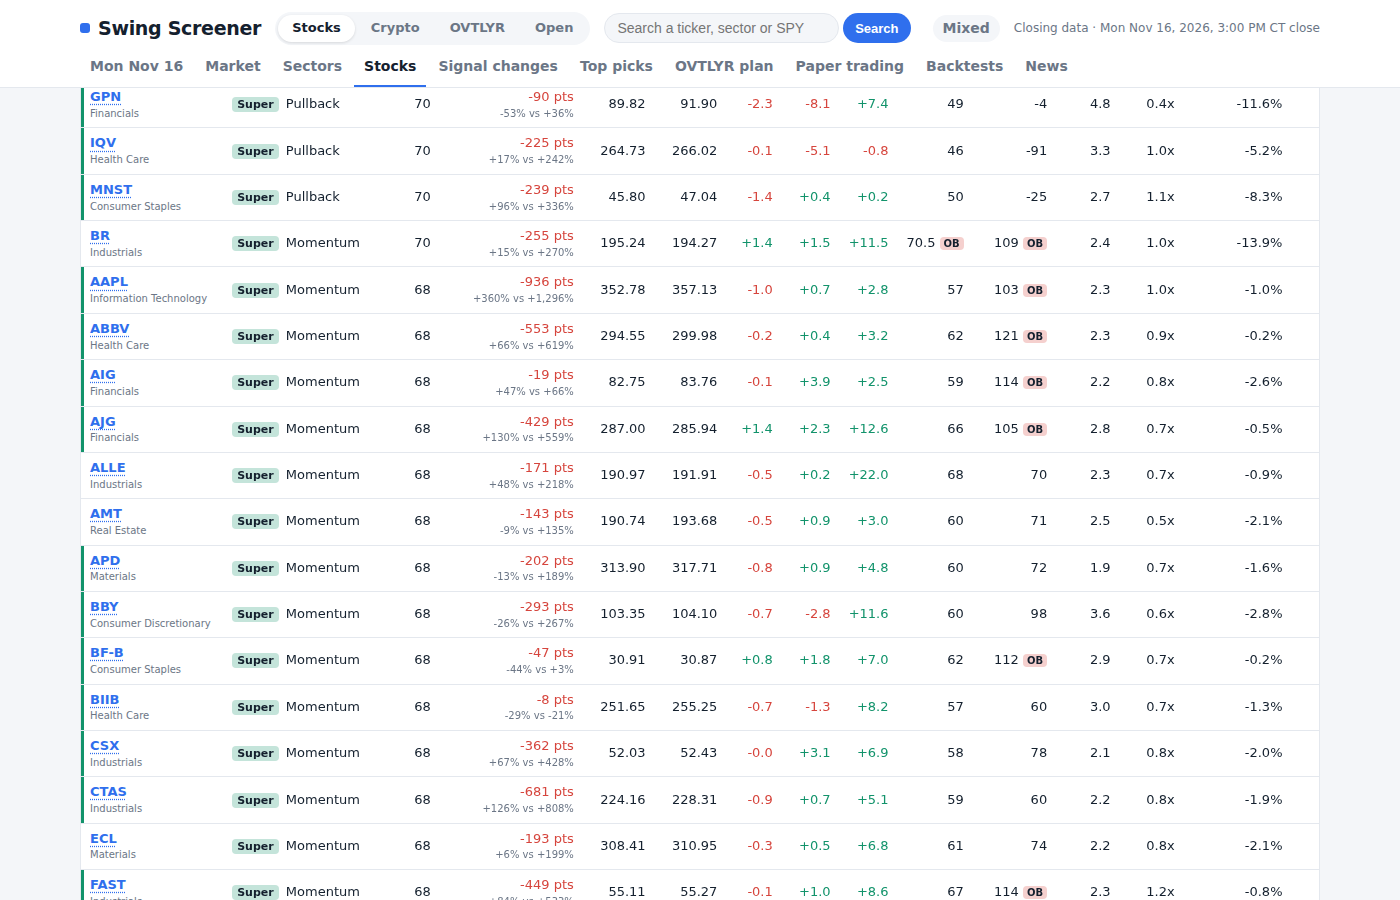 Swing Screener Stocks Crypto OVTLYR Open Search a ticker, sector or SPY Search Mixed Closing data · Mon Nov 16, 2026, 3:00 PM CT close
Mon Nov 16 Market Sectors Stocks Signal changes Top picks OVTLYR plan Paper trading Backtests News
GPN Super Pullback 70 -90 pts 89.82 91.90 -2.3 -8.1 +7.4 49 -4 4.8 0.4x -11.6%
Financials -53% vs +36%
IQV Super Pullback 70 -225 pts 264.73 266.02 -0.1 -5.1 -0.8 46 -91 3.3 1.0x -5.2%
Health Care +17% vs +242%
MNST Super Pullback 70 -239 pts 45.80 47.04 -1.4 +0.4 +0.2 50 -25 2.7 1.1x -8.3%
Consumer Staples +96% vs +336%
BR Super Momentum 70 -255 pts 195.24 194.27 +1.4 +1.5 +11.5 70.5 OB 109 OB 2.4 1.0x -13.9%
Industrials +15% vs +270%
AAPL Super Momentum 68 -936 pts 352.78 357.13 -1.0 +0.7 +2.8 57 103 OB 2.3 1.0x -1.0%
Information Technology +360% vs +1,296%
ABBV Super Momentum 68 -553 pts 294.55 299.98 -0.2 +0.4 +3.2 62 121 OB 2.3 0.9x -0.2%
Health Care +66% vs +619%
AIG Super Momentum 68 -19 pts 82.75 83.76 -0.1 +3.9 +2.5 59 114 OB 2.2 0.8x -2.6%
Financials +47% vs +66%
AJG Super Momentum 68 -429 pts 287.00 285.94 +1.4 +2.3 +12.6 66 105 OB 2.8 0.7x -0.5%
Financials +130% vs +559%
ALLE Super Momentum 68 -171 pts 190.97 191.91 -0.5 +0.2 +22.0 68 70 2.3 0.7x -0.9%
Industrials +48% vs +218%
AMT Super Momentum 68 -143 pts 190.74 193.68 -0.5 +0.9 +3.0 60 71 2.5 0.5x -2.1%
Real Estate -9% vs +135%
APD Super Momentum 68 -202 pts 313.90 317.71 -0.8 +0.9 +4.8 60 72 1.9 0.7x -1.6%
Materials -13% vs +189%
BBY Super Momentum 68 -293 pts 103.35 104.10 -0.7 -2.8 +11.6 60 98 3.6 0.6x -2.8%
Consumer Discretionary -26% vs +267%
BF-B Super Momentum 68 -47 pts 30.91 30.87 +0.8 +1.8 +7.0 62 112 OB 2.9 0.7x -0.2%
Consumer Staples -44% vs +3%
BIIB Super Momentum 68 -8 pts 251.65 255.25 -0.7 -1.3 +8.2 57 60 3.0 0.7x -1.3%
Health Care -29% vs -21%
CSX Super Momentum 68 -362 pts 52.03 52.43 -0.0 +3.1 +6.9 58 78 2.1 0.8x -2.0%
Industrials +67% vs +428%
CTAS Super Momentum 68 -681 pts 224.16 228.31 -0.9 +0.7 +5.1 59 60 2.2 0.8x -1.9%
Industrials +126% vs +808%
ECL Super Momentum 68 -193 pts 308.41 310.95 -0.3 +0.5 +6.8 61 74 2.2 0.8x -2.1%
Materials +6% vs +199%
FAST Super Momentum 68 -449 pts 55.11 55.27 -0.1 +1.0 +8.6 67 114 OB 2.3 1.2x -0.8%